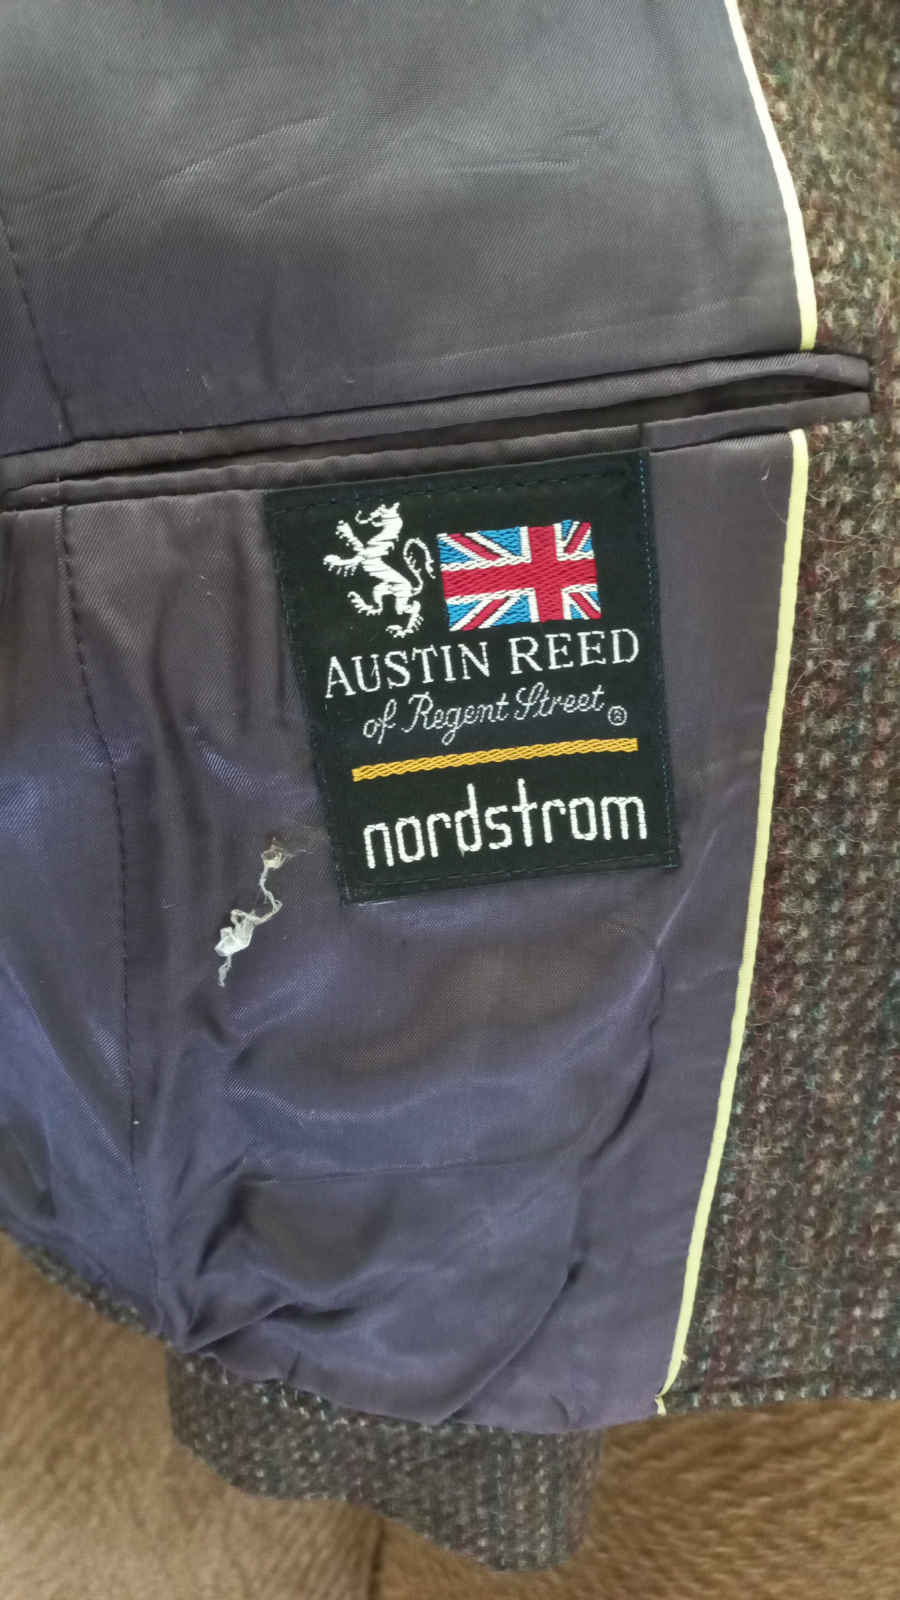 AUSTIN REED
of Regent Street ®
nordstrom